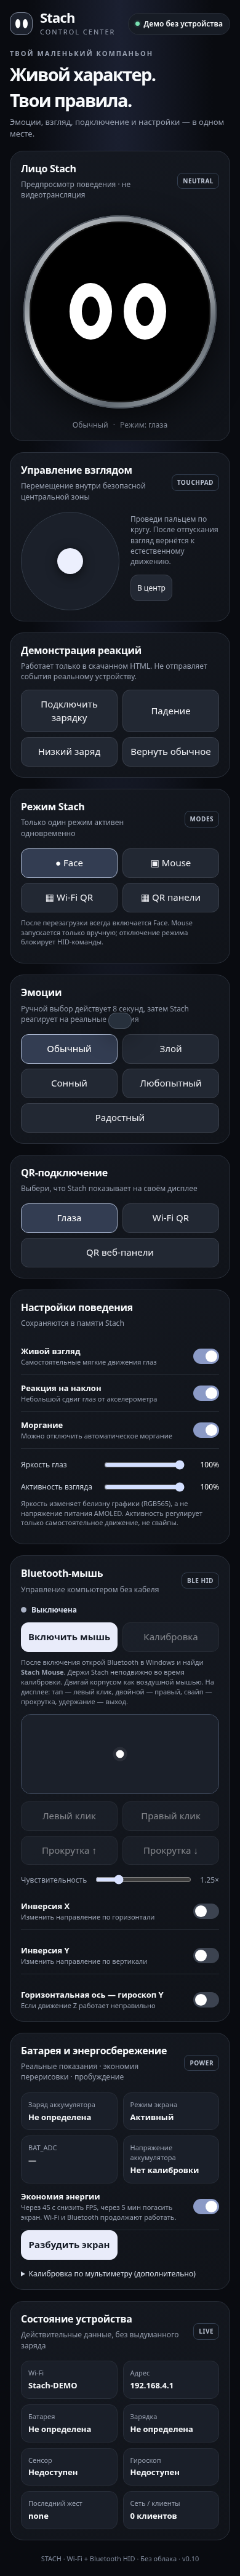 Stach
CONTROL CENTER
Демо без устройства
ТВОЙ МАЛЕНЬКИЙ КОМПАНЬОН
Живой характер.
Твои правила.
Эмоции, взгляд, подключение и настройки — в одном
месте.
Лицо Stach
Предпросмотр поведения · не
видеотрансляция
NEUTRAL
Обычный · Режим: глаза
Управление взглядом
Перемещение внутри безопасной
центральной зоны
TOUCHPAD
Проведи пальцем по
кругу. После отпускания
взгляд вернётся к
естественному
движению.
В центр
Демонстрация реакций
Работает только в скачанном HTML. Не отправляет
события реальному устройству.
Подключить
зарядку
Падение
Низкий заряд
Вернуть обычное
Режим Stach
Только один режим активен
одновременно
MODES
● Face
▣ Mouse
▦ Wi-Fi QR
▦ QR панели
После перезагрузки всегда включается Face. Mouse
запускается только вручную; отключение режима
блокирует HID-команды.
Эмоции
Ручной выбор действует 8 секунд, затем Stach
реагирует на реальные
Обычный
Злой
Сонный
Любопытный
Радостный
QR-подключение
Выбери, что Stach показывает на своём дисплее
Глаза
Wi-Fi QR
QR веб-панели
Настройки поведения
Сохраняются в памяти Stach
Живой взгляд
Самостоятельные мягкие движения глаз
Реакция на наклон
Небольшой сдвиг глаз от акселерометра
Моргание
Можно отключить автоматическое моргание
Яркость глаз
100%
Активность взгляда
100%
Яркость изменяет белизну графики (RGB565), а не
напряжение питания AMOLED. Активность регулирует
только самостоятельное движение, не свайпы.
Bluetooth-мышь
Управление компьютером без кабеля
BLE HID
Выключена
Включить мышь
Калибровка
После включения открой Bluetooth в Windows и найди
Stach Mouse. Держи Stach неподвижно во время
калибровки. Двигай корпусом как воздушной мышью. На
дисплее: тап — левый клик, двойной — правый, свайп —
прокрутка, удержание — выход.
Левый клик
Правый клик
Прокрутка ↑
Прокрутка ↓
Чувствительность
1.25×
Инверсия X
Изменить направление по горизонтали
Инверсия Y
Изменить направление по вертикали
Горизонтальная ось — гироскоп Y
Если движение Z работает неправильно
Батарея и энергосбережение
Реальные показания · экономия
перерисовки · пробуждение
POWER
Заряд аккумулятора
Не определена
Режим экрана
Активный
BAT_ADC
—
Напряжение
аккумулятора
Нет калибровки
Экономия энергии
Через 45 с снизить FPS, через 5 мин погасить
экран. Wi-Fi и Bluetooth продолжают работать.
Разбудить экран
▶ Калибровка по мультиметру (дополнительно)
Состояние устройства
Действительные данные, без выдуманного
заряда
LIVE
Wi-Fi
Stach-DEMO
Адрес
192.168.4.1
Батарея
Не определена
Зарядка
Не определена
Сенсор
Недоступен
Гироскоп
Недоступен
Последний жест
none
Сеть / клиенты
0 клиентов
STACH · Wi-Fi + Bluetooth HID · Без облака · v0.10